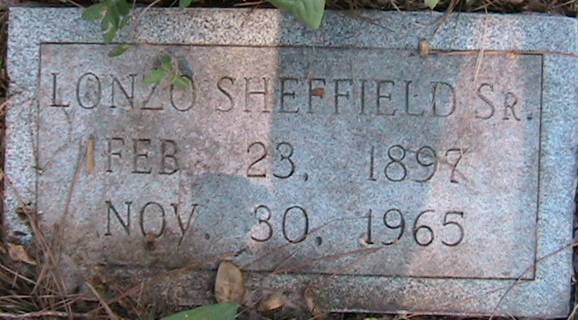 LONZO SHEFFIELD SR.
FEB. 23, 1897
NOV. 30, 1965